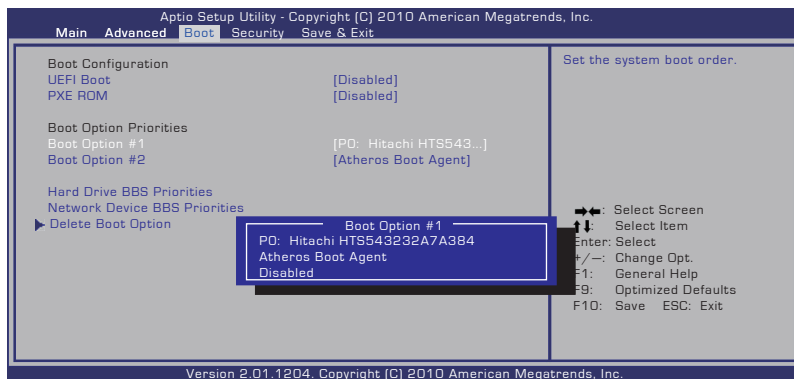 Aptio Setup Utility - Copyright (C) 2010 American Megatrends, Inc.
Main Advanced Boot Security Save & Exit
Boot Configuration
UEFI Boot [Disabled]
PXE ROM [Disabled]
Boot Option Priorities
Boot Option #1 [P0: Hitachi HTS543...]
Boot Option #2 [Atheros Boot Agent]
Hard Drive BBS Priorities
Network Device BBS Priorities
Delete Boot Option
Boot Option #1
P0: Hitachi HTS543232A7A384
Atheros Boot Agent
Disabled
Set the system boot order.
→←: Select Screen
↑↓: Select Item
Enter: Select
+/—: Change Opt.
F1: General Help
F9: Optimized Defaults
F10: Save ESC: Exit
Version 2.01.1204. Copyright (C) 2010 American Megatrends, Inc.